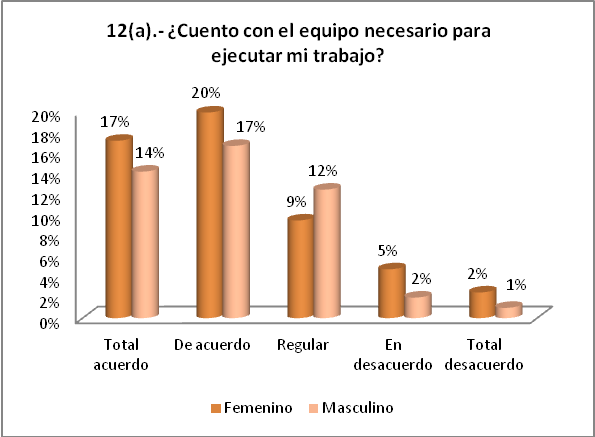 12(a).- ¿Cuento con el equipo necesario para
ejecutar mi trabajo?
20%
18%
16%
14%
12%
10%
8%
6%
4%
2%
0%
17%
14%
20%
17%
9%
12%
5%
2%
2%
1%
Total
acuerdo
De acuerdo
Regular
En
desacuerdo
Total
desacuerdo
Femenino
Masculino